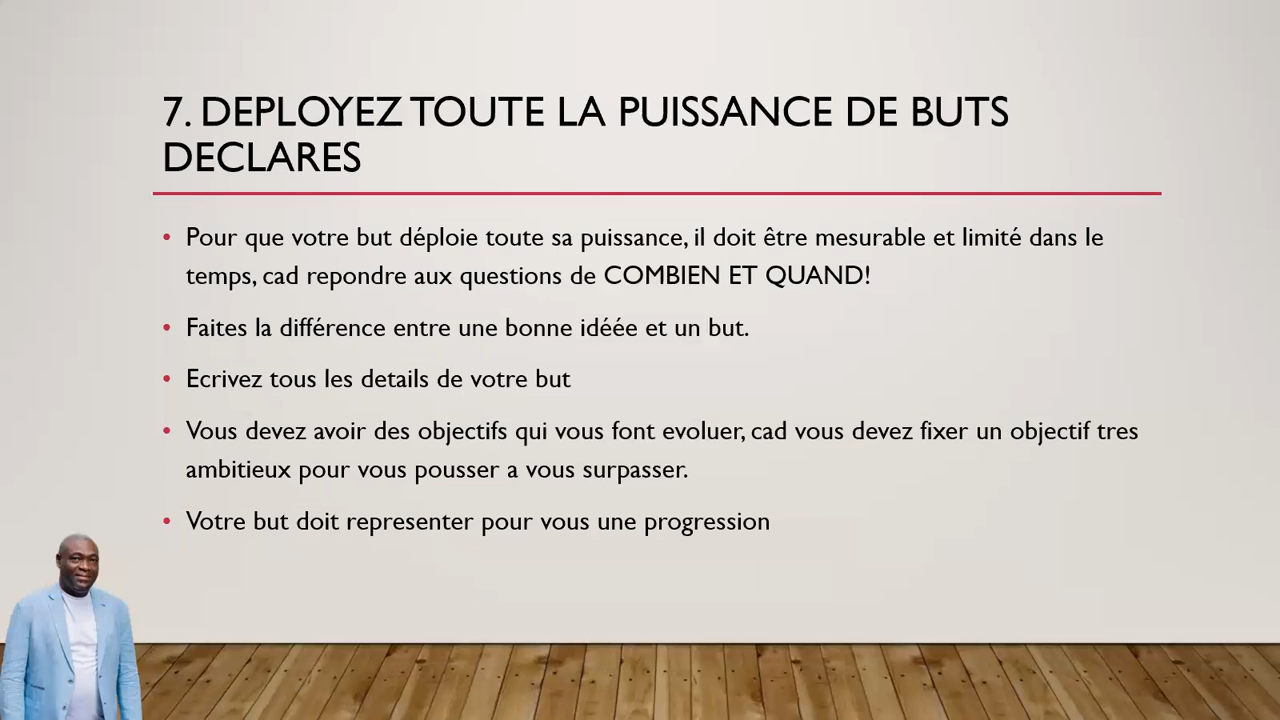 7. DEPLOYEZ TOUTE LA PUISSANCE DE BUTS
DECLARES
• Pour que votre but déploie toute sa puissance, il doit être mesurable et limité dans le
temps, cad repondre aux questions de COMBIEN ET QUAND!
• Faites la différence entre une bonne idéée et un but.
• Ecrivez tous les details de votre but
• Vous devez avoir des objectifs qui vous font evoluer, cad vous devez fixer un objectif tres
ambitieux pour vous pousser a vous surpasser.
• Votre but doit representer pour vous une progression